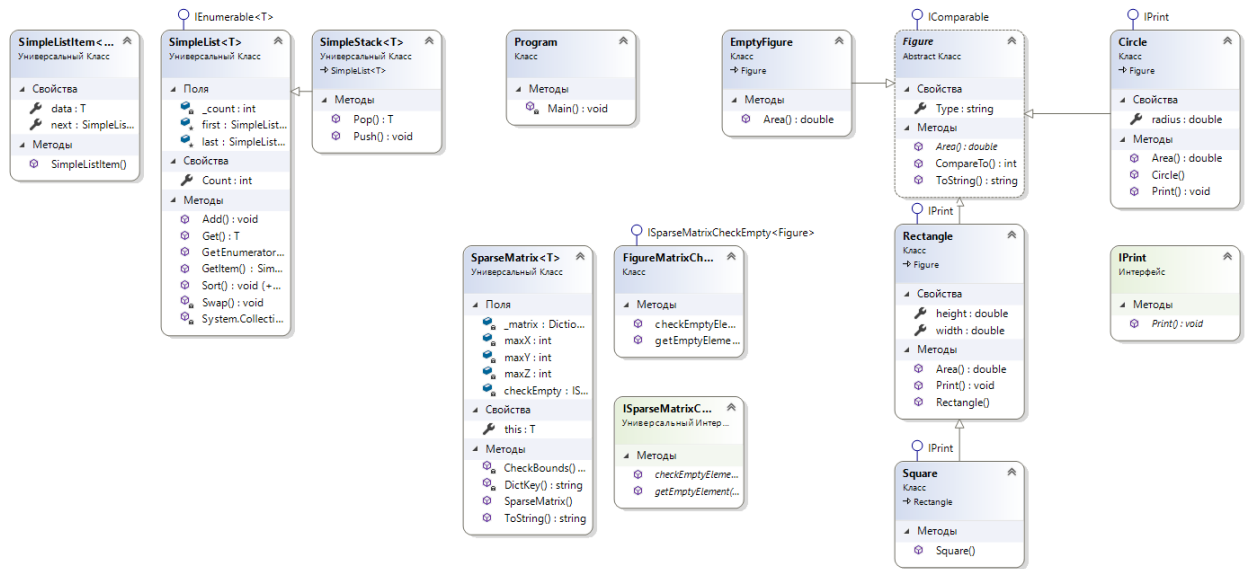 SimpleListItem<...
Универсальный Класс
Свойства
data : T
next : SimpleLis...
Методы
SimpleListItem()
IEnumerable<T>
SimpleList<T>
Универсальный Класс
Поля
_count : int
first : SimpleList...
last : SimpleList...
Свойства
Count : int
Методы
Add() : void
Get() : T
GetEnumerator...
GetItem() : Sim...
Sort() : void (+...
Swap() : void
System.Collecti...
SimpleStack<T>
Универсальный Класс
SimpleList<T>
Методы
Pop() : T
Push() : void
Program
Класс
Методы
Main() : void
EmptyFigure
Класс
Figure
Методы
Area() : double
IComparable
Figure
Abstract Класс
Свойства
Type : string
Методы
Area() : double
CompareTo() : int
ToString() : string
IPrint
Circle
Класс
Figure
Свойства
radius : double
Методы
Area() : double
Circle()
Print() : void
SparseMatrix<T>
Универсальный Класс
Поля
_matrix : Dictio...
maxX : int
maxY : int
maxZ : int
checkEmpty : IS...
Свойства
this : T
Методы
CheckBounds() ...
DictKey() : string
SparseMatrix()
ToString() : string
ISparseMatrixCheckEmpty<Figure>
FigureMatrixCh...
Класс
Методы
checkEmptyEle...
getEmptyEleme...
ISparseMatrixC...
Универсальный Интер...
Методы
checkEmptyEleme...
getEmptyElement(...
IPrint
Rectangle
Класс
Figure
Свойства
height : double
width : double
Методы
Area() : double
Print() : void
Rectangle()
IPrint
Интерфейс
Методы
Print() : void
IPrint
Square
Класс
Rectangle
Методы
Square()